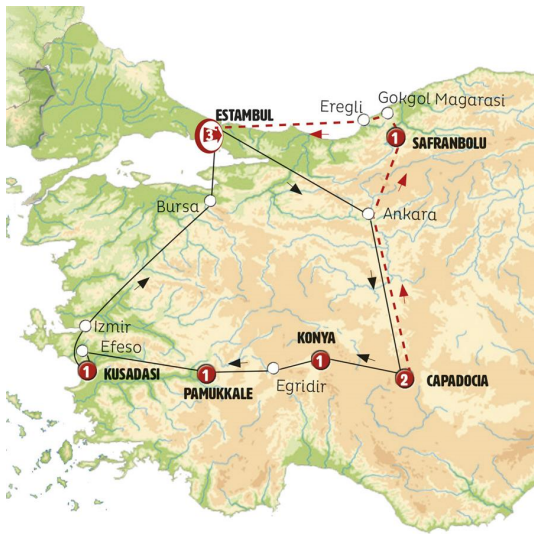 ESTAMBUL
3
Eregli
Gokgol Magarasi
1
SAFRANBOLU
Bursa
Ankara
Izmir
Efeso
1
KUSADASI
1
PAMUKKALE
Egridir
KONYA
1
2
CAPADOCIA